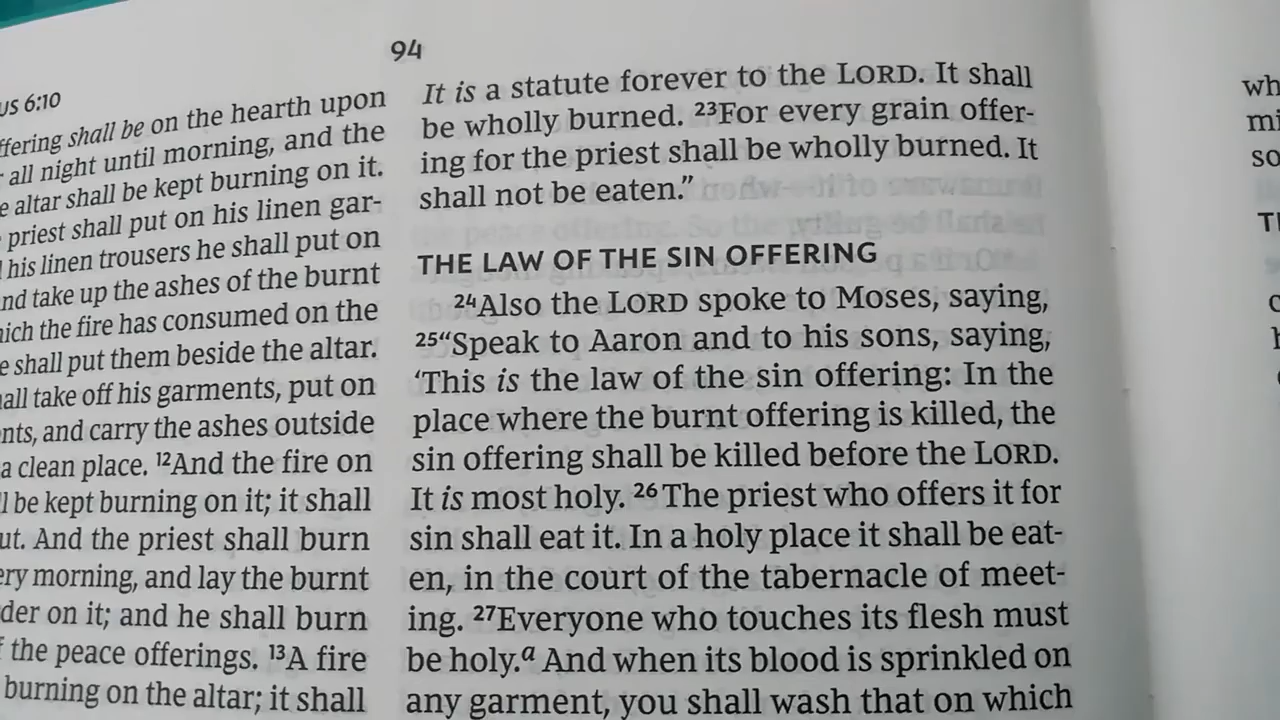 94
6:10
shall be on the hearth upon
all night until morning, and the
altar shall be kept burning on it.
priest shall put on his linen gar-
his linen trousers he shall put on
take up the ashes of the burnt
the fire has consumed on the
shall put them beside the altar.
take off his garments, put on
and carry the ashes outside
a clean place. ¹²And the fire on
be kept burning on it; it shall
And the priest shall burn
morning, and lay the burnt
on it; and he shall burn
the peace offerings. ¹³A fire
burning on the altar; it shall
It is a statute forever to the LORD. It shall
be wholly burned. ²³For every grain offer-
ing for the priest shall be wholly burned. It
shall not be eaten.”
THE LAW OF THE SIN OFFERING
²⁴Also the LORD spoke to Moses, saying,
²⁵“Speak to Aaron and to his sons, saying,
‘This is the law of the sin offering: In the
place where the burnt offering is killed, the
sin offering shall be killed before the LORD.
It is most holy. ²⁶The priest who offers it for
sin shall eat it. In a holy place it shall be eat-
en, in the court of the tabernacle of meet-
ing. ²⁷Everyone who touches its flesh must
be holy.ᵃ And when its blood is sprinkled on
any garment, you shall wash that on which